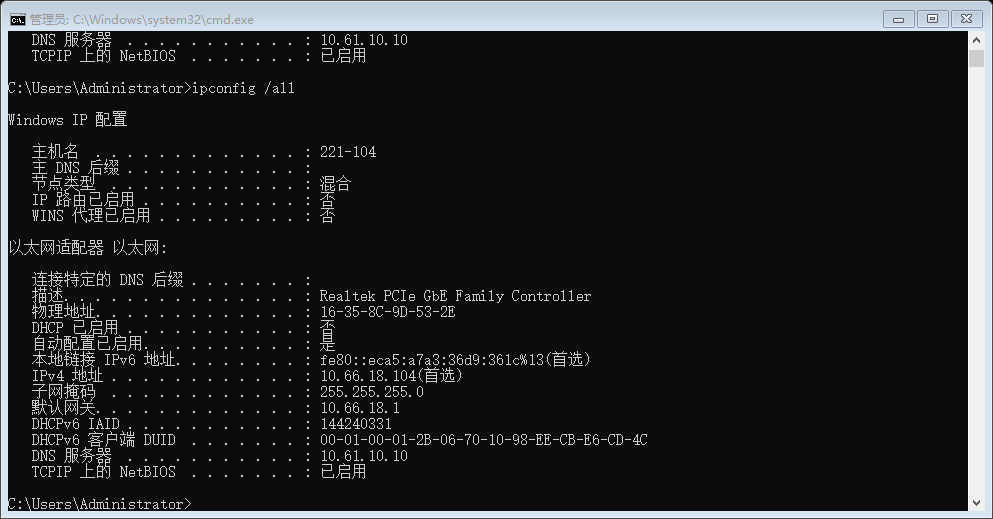 管理员: C:\Windows\system32\cmd.exe
DNS 服务器 . . . . . . . . . . . : 10.61.10.10
TCPIP 上的 NetBIOS . . . . . . . : 已启用
C:\Users\Administrator>ipconfig /all
Windows IP 配置
主机名 . . . . . . . . . . . . . : 221-104
主 DNS 后缀 . . . . . . . . . . . :
节点类型 . . . . . . . . . . . . : 混合
IP 路由已启用 . . . . . . . . . . : 否
WINS 代理已启用 . . . . . . . . . : 否
以太网适配器 以太网:
连接特定的 DNS 后缀 . . . . . . . :
描述. . . . . . . . . . . . . . . : Realtek PCIe GbE Family Controller
物理地址. . . . . . . . . . . . . : 16-35-8C-9D-53-2E
DHCP 已启用 . . . . . . . . . . . : 否
自动配置已启用. . . . . . . . . . : 是
本地链接 IPv6 地址. . . . . . . . : fe80::eca5:a7a3:36d9:361c%13(首选)
IPv4 地址 . . . . . . . . . . . . : 10.66.18.104(首选)
子网掩码 . . . . . . . . . . . . : 255.255.255.0
默认网关. . . . . . . . . . . . . : 10.66.18.1
DHCPv6 IAID . . . . . . . . . . . : 144240331
DHCPv6 客户端 DUID . . . . . . . : 00-01-00-01-2B-06-70-10-98-EE-CB-E6-CD-4C
DNS 服务器 . . . . . . . . . . . : 10.61.10.10
TCPIP 上的 NetBIOS . . . . . . . : 已启用
C:\Users\Administrator>